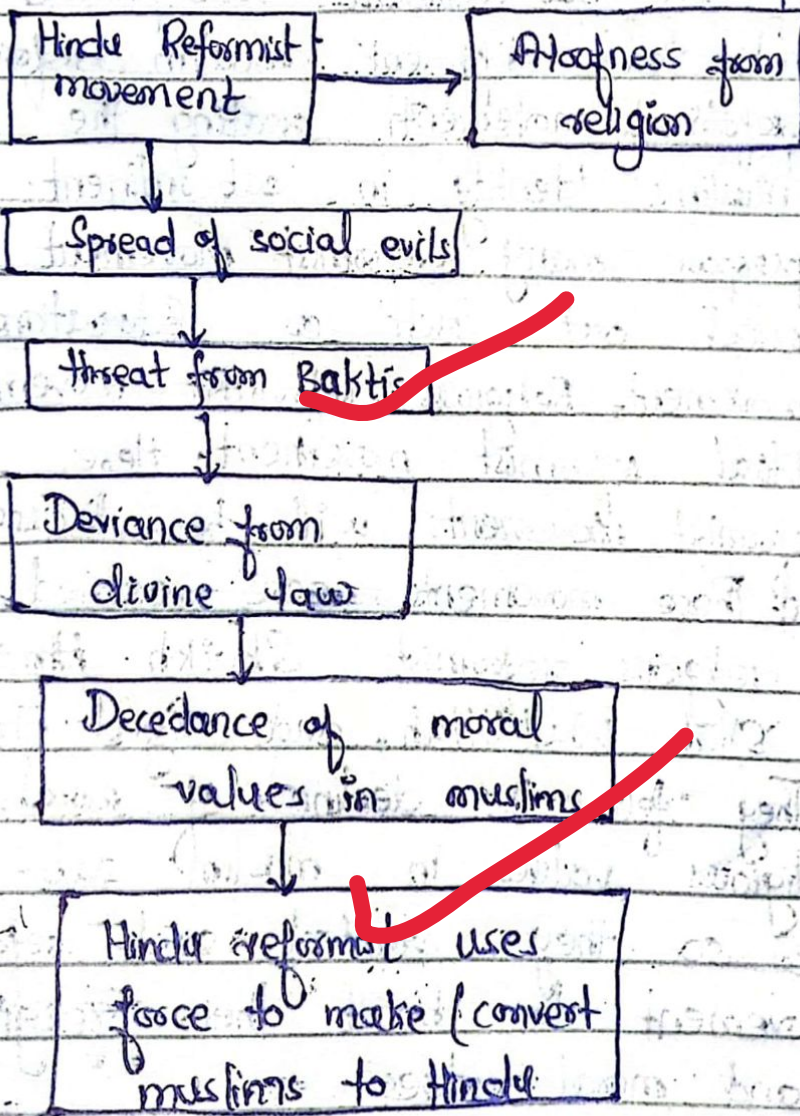 Hindu Reformist
movement
Aloofness from
religion
Spread of social evils
threat from Baktis
Deviance from
divine law
Decedance of moral
values in muslims
Hindu reformist uses
force to make (convert
muslims to Hindu